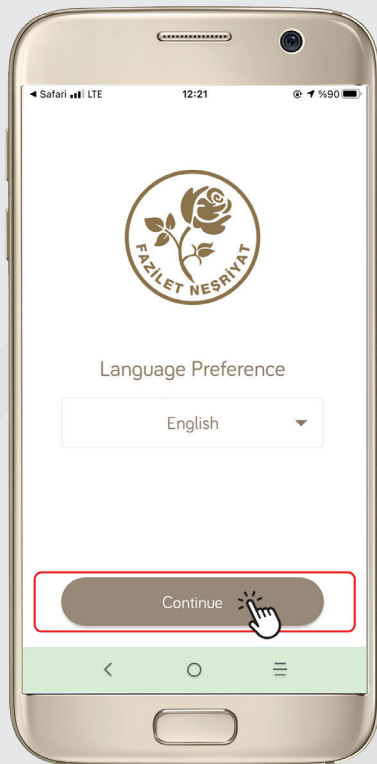 Safari LTE 12:21 %90
FAZİLET NEŞRİYAT
Language Preference
English
Continue